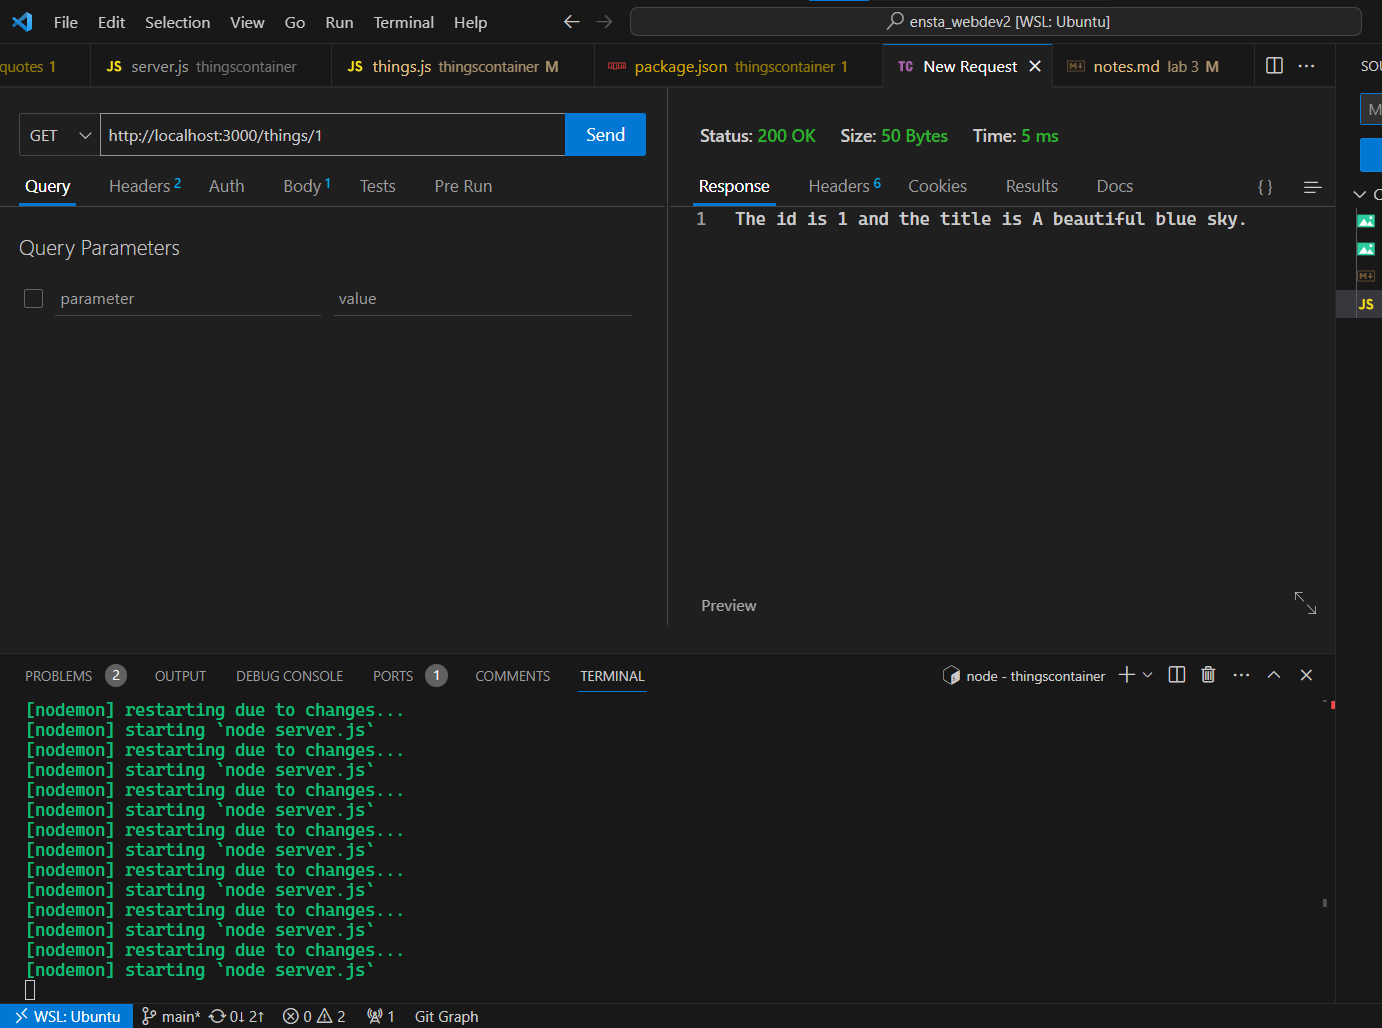 File Edit Selection View Go Run Terminal Help
ensta_webdev2 [WSL: Ubuntu]
quotes 1
JS server.js thingscontainer
JS things.js thingscontainer M
package.json thingscontainer 1
TC New Request
notes.md lab 3 M
SOU
GET http://localhost:3000/things/1 Send
Status: 200 OK Size: 50 Bytes Time: 5 ms
M
Query Headers 2 Auth Body 1 Tests Pre Run
Response Headers 6 Cookies Results Docs { }
C
1 The id is 1 and the title is A beautiful blue sky.
Query Parameters
parameter value
JS
Preview
PROBLEMS 2 OUTPUT DEBUG CONSOLE PORTS 1 COMMENTS TERMINAL
node - thingscontainer
[nodemon] restarting due to changes...
[nodemon] starting `node server.js`
[nodemon] restarting due to changes...
[nodemon] starting `node server.js`
[nodemon] restarting due to changes...
[nodemon] starting `node server.js`
[nodemon] restarting due to changes...
[nodemon] starting `node server.js`
[nodemon] restarting due to changes...
[nodemon] starting `node server.js`
[nodemon] restarting due to changes...
[nodemon] starting `node server.js`
[nodemon] restarting due to changes...
[nodemon] starting `node server.js`
WSL: Ubuntu main* 0↓ 2↑ 0 2 1 Git Graph